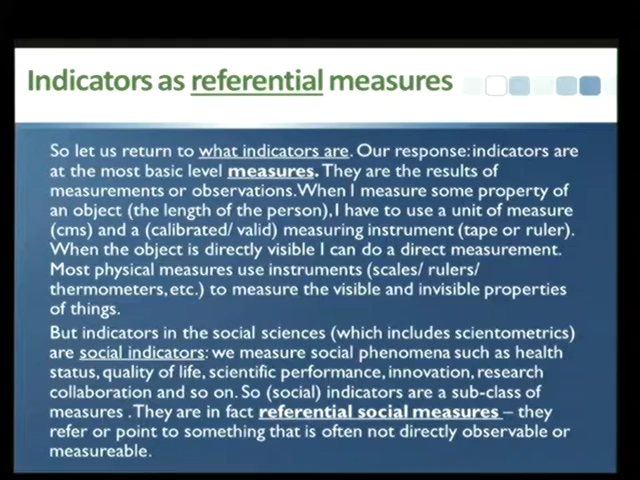 Indicators as referential measures
So let us return to what indicators are. Our response: indicators are
at the most basic level measures. They are the results of
measurements or observations. When I measure some property of
an object (the length of the person), I have to use a unit of measure
(cms) and a (calibrated/ valid) measuring instrument (tape or ruler).
When the object is directly visible I can do a direct measurement.
Most physical measures use instruments (scales/ rulers/
thermometers, etc.) to measure the visible and invisible properties
of things.
But indicators in the social sciences (which includes scientometrics)
are social indicators: we measure social phenomena such as health
status, quality of life, scientific performance, innovation, research
collaboration and so on. So (social) indicators are a sub-class of
measures . They are in fact referential social measures – they
refer or point to something that is often not directly observable or
measureable.